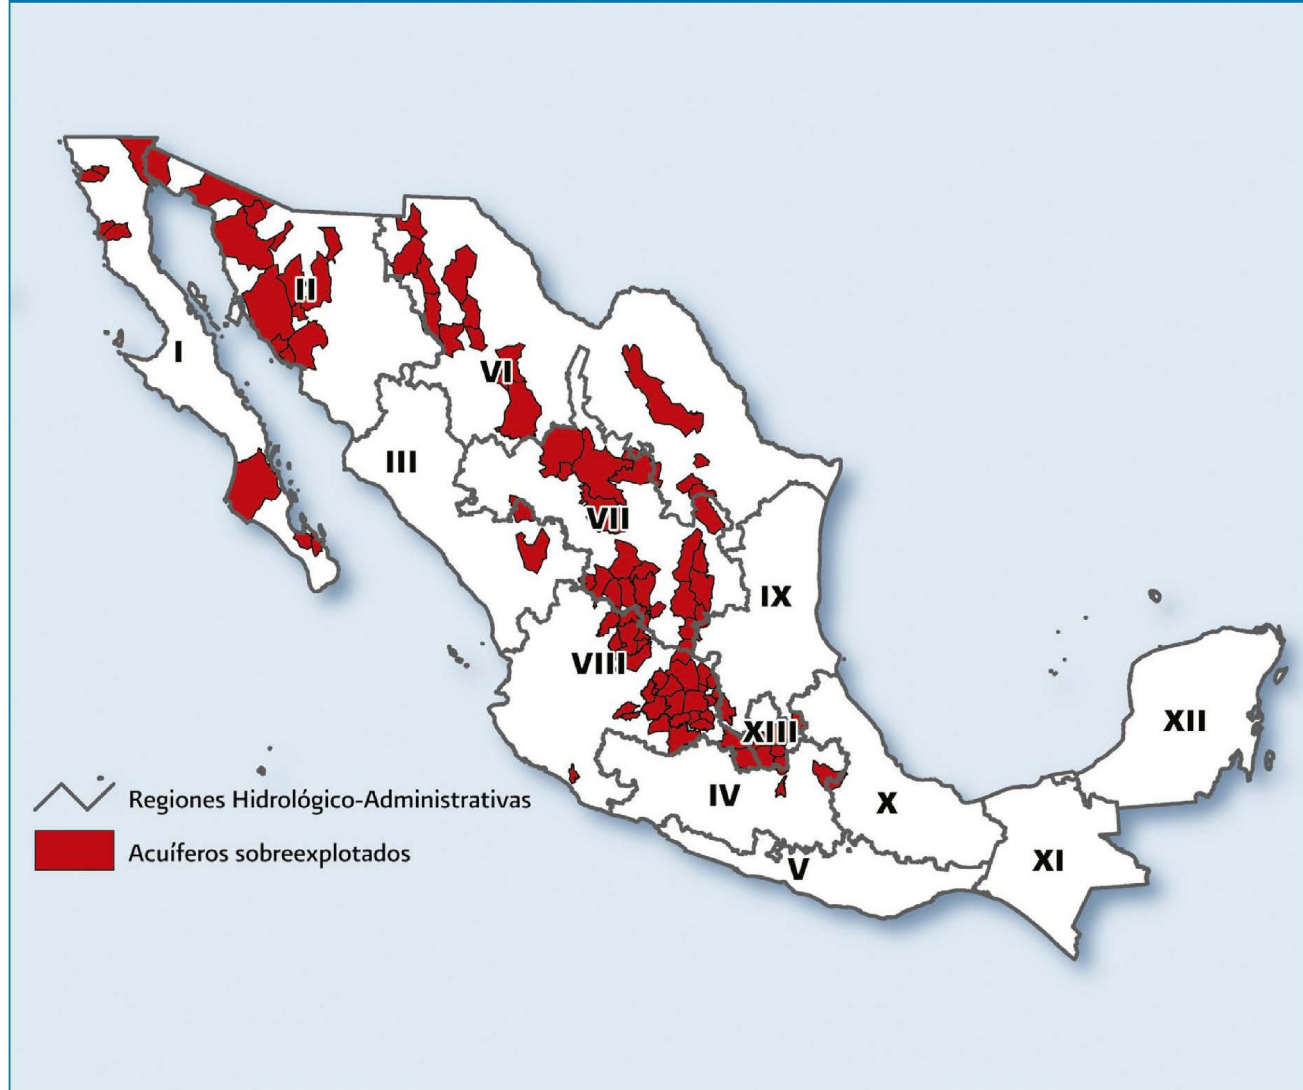 II
I
VI
III
VII
IX
VIII
XII
XIII
IV
X
Regiones Hidrológico-Administrativas
Acuíferos sobreexplotados
XI
V